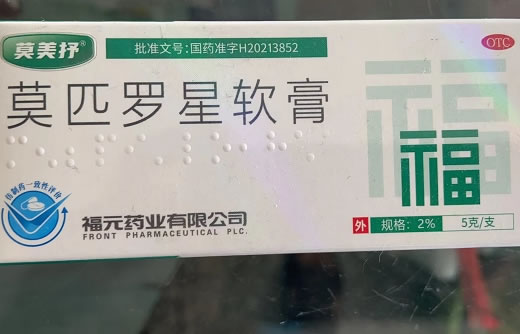 莫美抒®
批准文号:国药准字H20213852
OTC
莫匹罗星软膏
福
福
仿制药一致性评价
福元药业有限公司
FRONT PHARMACEUTICAL PLC.
外 规格:2% 5克/支